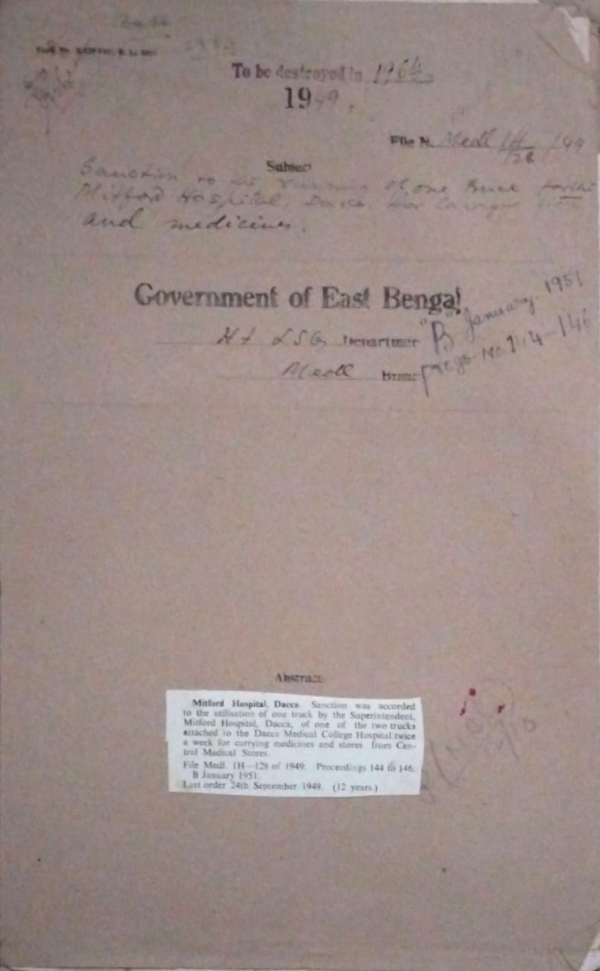 To be destroyed in 1964.
1949.
File N. Medl 1H/128/49
Subject
Sanction to the running of one truck for the
Mitford Hospital, Dacca for carrying
and medicines.
Government of East Bengal
"B January" 1951
H & LSG Department
progs No. 144-146
Medl Branch
Abstract
Mitford Hospital, Dacca. Sanction was accorded
to the utilisation of one truck by the Superintendent,
Mitford Hospital, Dacca, of one of the two trucks
attached to the Dacca Medical College Hospital twice
a week for carrying medicines and stores from Cen-
tral Medical Stores.
File Medl. 1H—128 of 1949. Proceedings 144 to 146.
B January 1951.
Last order 24th September 1949. (12 years.)